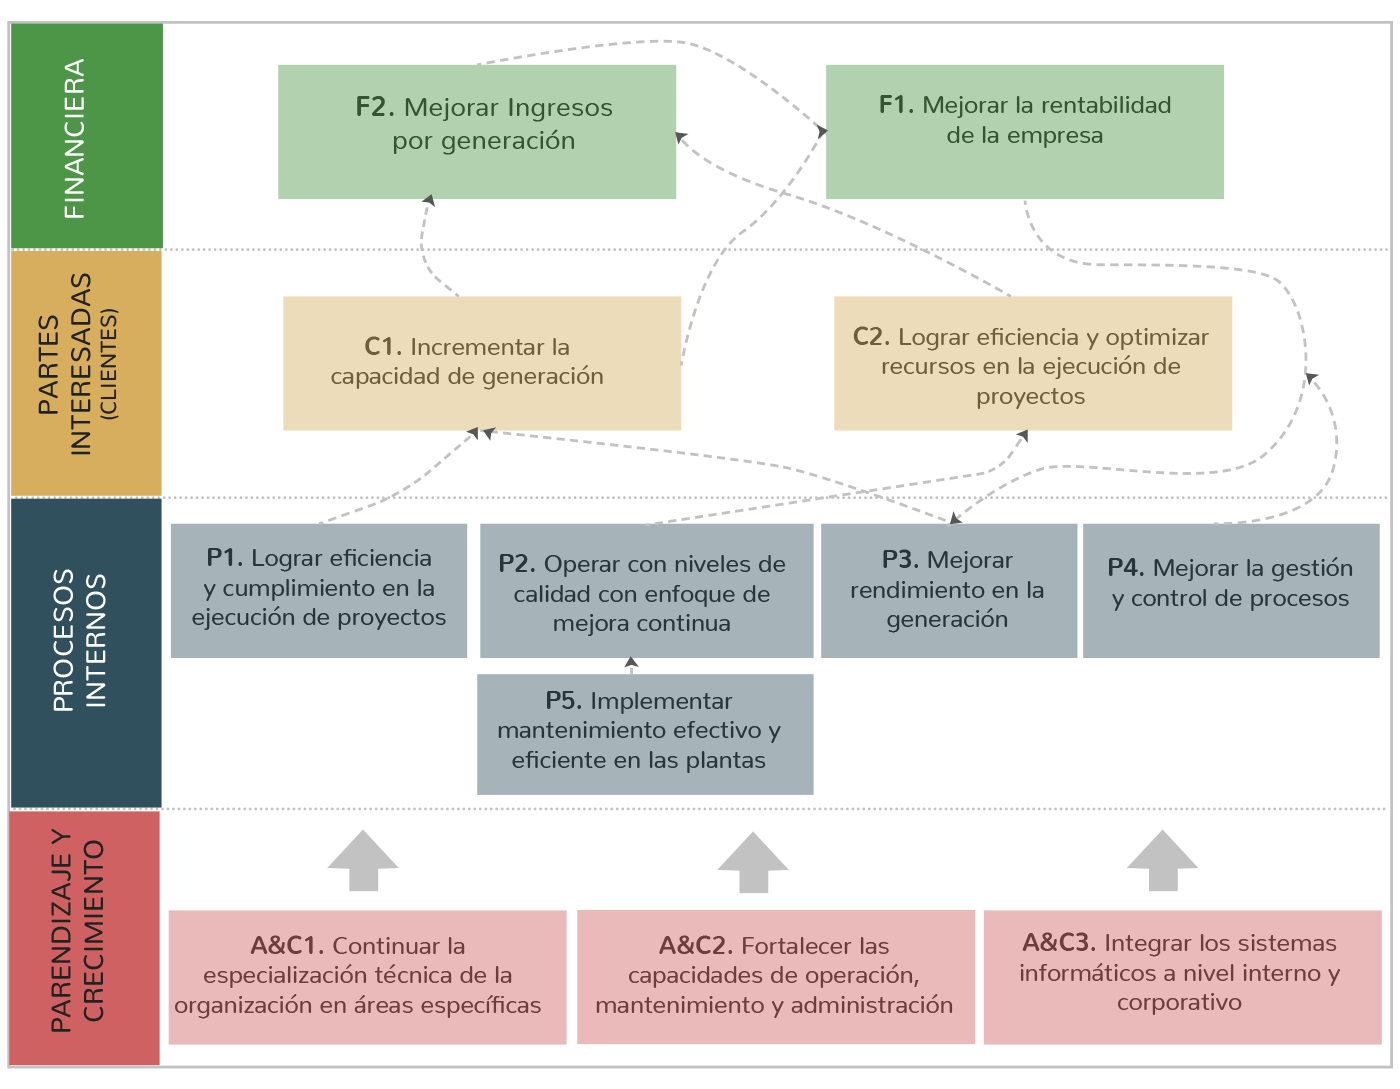 FINANCIERA
F2. Mejorar Ingresos
por generación
F1. Mejorar la rentabilidad
de la empresa
PARTES
INTERESADAS
(CLIENTES)
C1. Incrementar la
capacidad de generación
C2. Lograr eficiencia y optimizar
recursos en la ejecución de
proyectos
PROCESOS
INTERNOS
P1. Lograr eficiencia
y cumplimiento en la
ejecución de proyectos
P2. Operar con niveles de
calidad con enfoque de
mejora continua
P3. Mejorar
rendimiento en la
generación
P4. Mejorar la gestión
y control de procesos
P5. Implementar
mantenimiento efectivo y
eficiente en las plantas
PARENDIZAJE Y
CRECIMIENTO
A&C1. Continuar la
especialización técnica de la
organización en áreas específicas
A&C2. Fortalecer las
capacidades de operación,
mantenimiento y administración
A&C3. Integrar los sistemas
informáticos a nivel interno y
corporativo